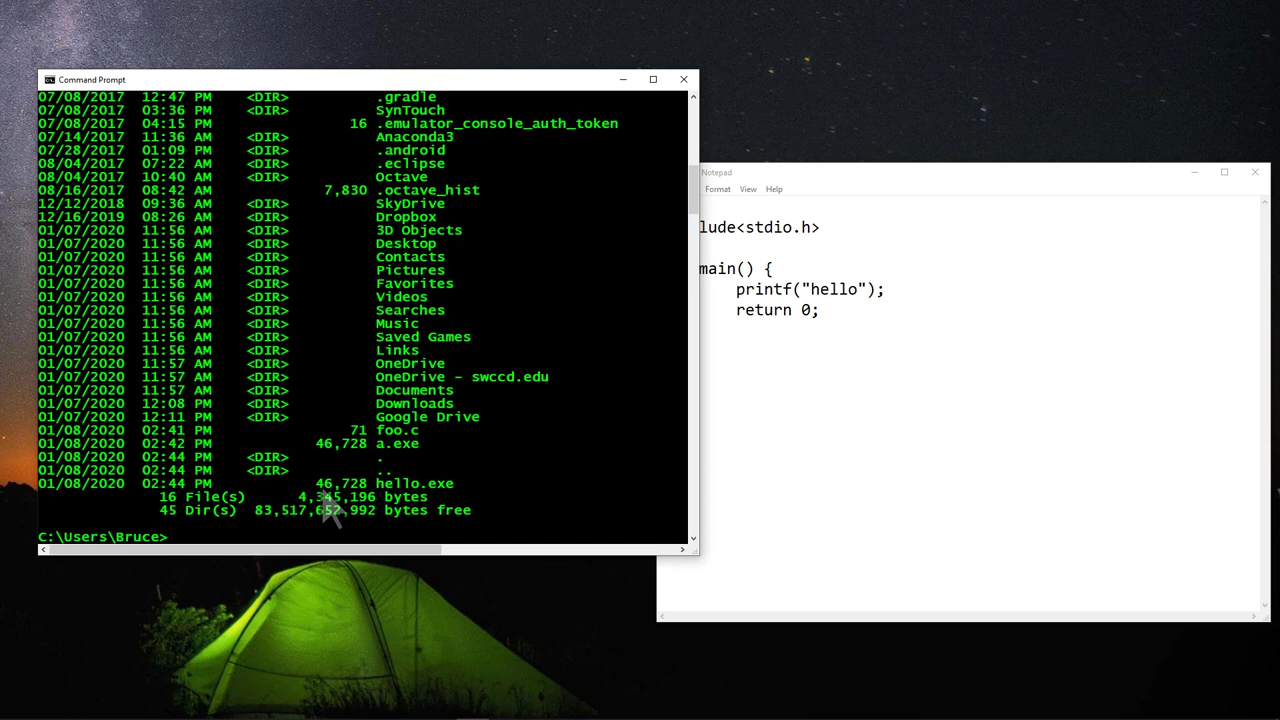 Command Prompt
07/08/2017  12:47 PM    <DIR>          .gradle
07/08/2017  03:36 PM    <DIR>          SynTouch
07/08/2017  04:15 PM                16 .emulator_console_auth_token
07/14/2017  11:36 AM    <DIR>          Anaconda3
07/28/2017  01:09 PM    <DIR>          .android
08/04/2017  07:22 AM    <DIR>          .eclipse
08/04/2017  10:40 AM    <DIR>          Octave
08/16/2017  08:42 AM             7,830 .octave_hist
12/12/2018  09:36 AM    <DIR>          SkyDrive
12/16/2019  08:26 AM    <DIR>          Dropbox
01/07/2020  11:56 AM    <DIR>          3D Objects
01/07/2020  11:56 AM    <DIR>          Desktop
01/07/2020  11:56 AM    <DIR>          Contacts
01/07/2020  11:56 AM    <DIR>          Pictures
01/07/2020  11:56 AM    <DIR>          Favorites
01/07/2020  11:56 AM    <DIR>          Videos
01/07/2020  11:56 AM    <DIR>          Searches
01/07/2020  11:56 AM    <DIR>          Music
01/07/2020  11:56 AM    <DIR>          Saved Games
01/07/2020  11:56 AM    <DIR>          Links
01/07/2020  11:57 AM    <DIR>          OneDrive
01/07/2020  11:57 AM    <DIR>          OneDrive - swccd.edu
01/07/2020  11:57 AM    <DIR>          Documents
01/07/2020  12:08 PM    <DIR>          Downloads
01/07/2020  12:11 PM    <DIR>          Google Drive
01/08/2020  02:41 PM                71 foo.c
01/08/2020  02:42 PM            46,728 a.exe
01/08/2020  02:44 PM    <DIR>          .
01/08/2020  02:44 PM    <DIR>          ..
01/08/2020  02:44 PM            46,728 hello.exe
16 File(s)      4,345,196 bytes
45 Dir(s)  83,517,652,992 bytes free
C:\Users\Bruce>
Notepad
Format View Help
lude<stdio.h>
main() {
printf("hello");
return 0;